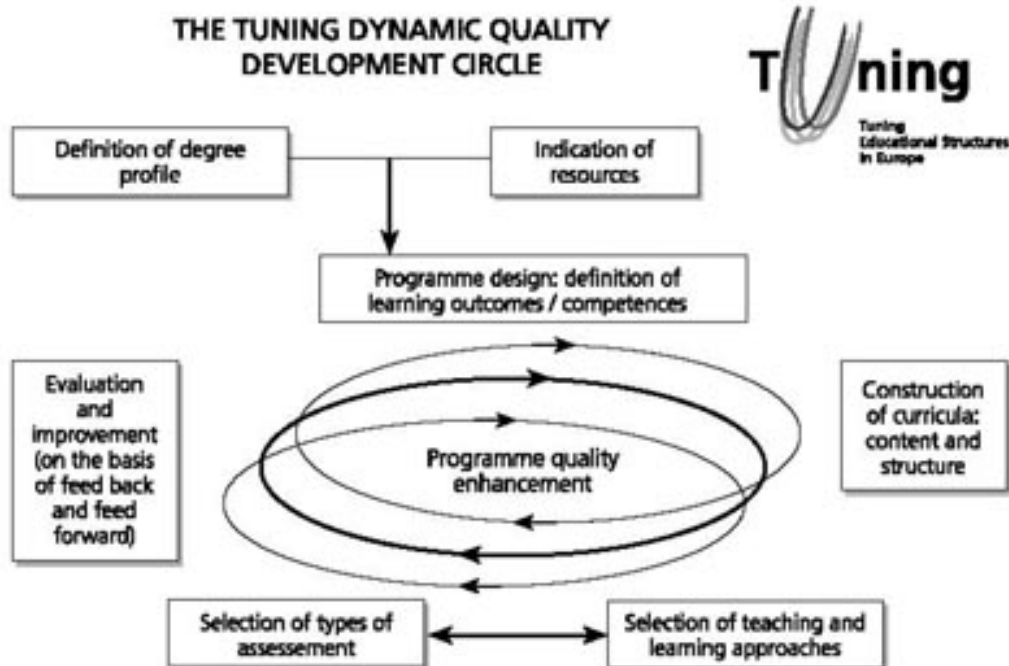 THE TUNING DYNAMIC QUALITY
DEVELOPMENT CIRCLE
Tuning
Tuning
Educational Structures
in Europe
Definition of degree
profile
Indication of
resources
Programme design: definition of
learning outcomes / competences
Evaluation and
improvement
(on the basis
of feed back
and feed
forward)
Programme quality
enhancement
Construction
of curricula:
content and
structure
Selection of types of
assessment
Selection of teaching and
learning approaches